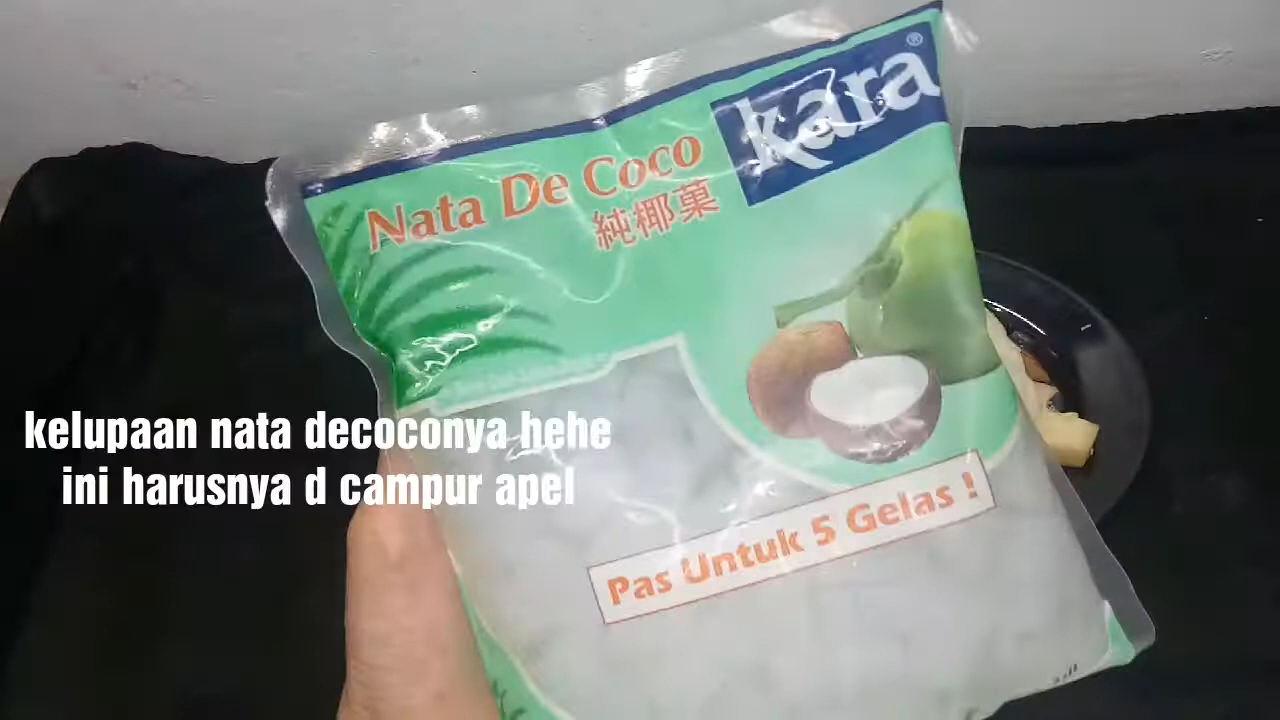 kara®
Nata De Coco
純椰菓
kelupaan nata decoconya hehe
ini harusnya d campur apel
Pas Untuk 5 Gelas !